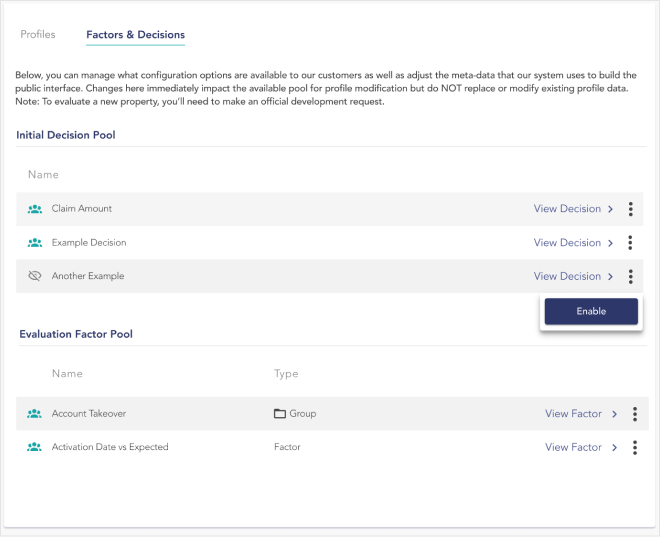 Profiles
Factors & Decisions
Below, you can manage what configuration options are available to our customers as well as adjust the meta-data that our system uses to build the
public interface. Changes here immediately impact the available pool for profile modification but do NOT replace or modify existing profile data.
Note: To evaluate a new property, you'll need to make an official development request.
Initial Decision Pool
Name
Claim Amount View Decision
Example Decision View Decision
Another Example View Decision
Enable
Evaluation Factor Pool
Name Type
Account Takeover Group View Factor
Activation Date vs Expected Factor View Factor